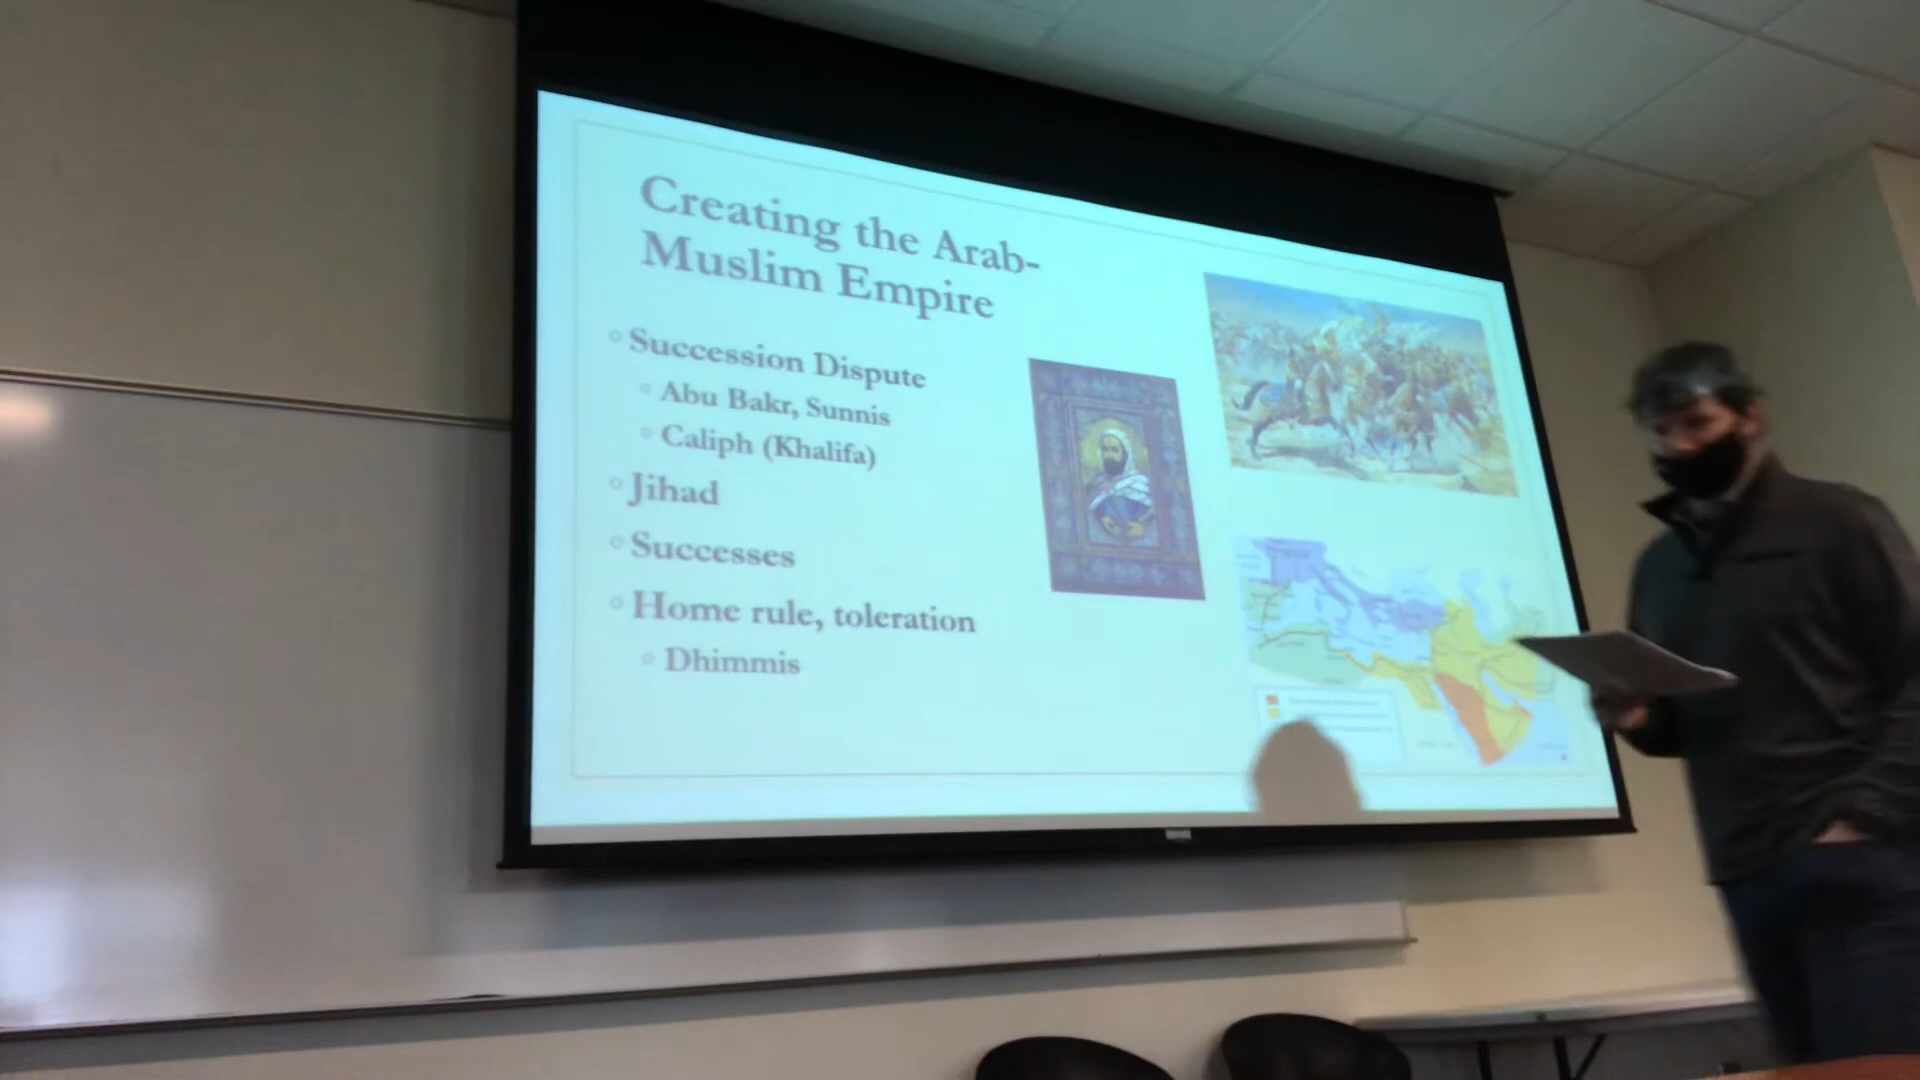 Creating the Arab-
Muslim Empire
Succession Dispute
Abu Bakr, Sunnis
Caliph (Khalifa)
Jihad
Successes
Home rule, toleration
Dhimmis